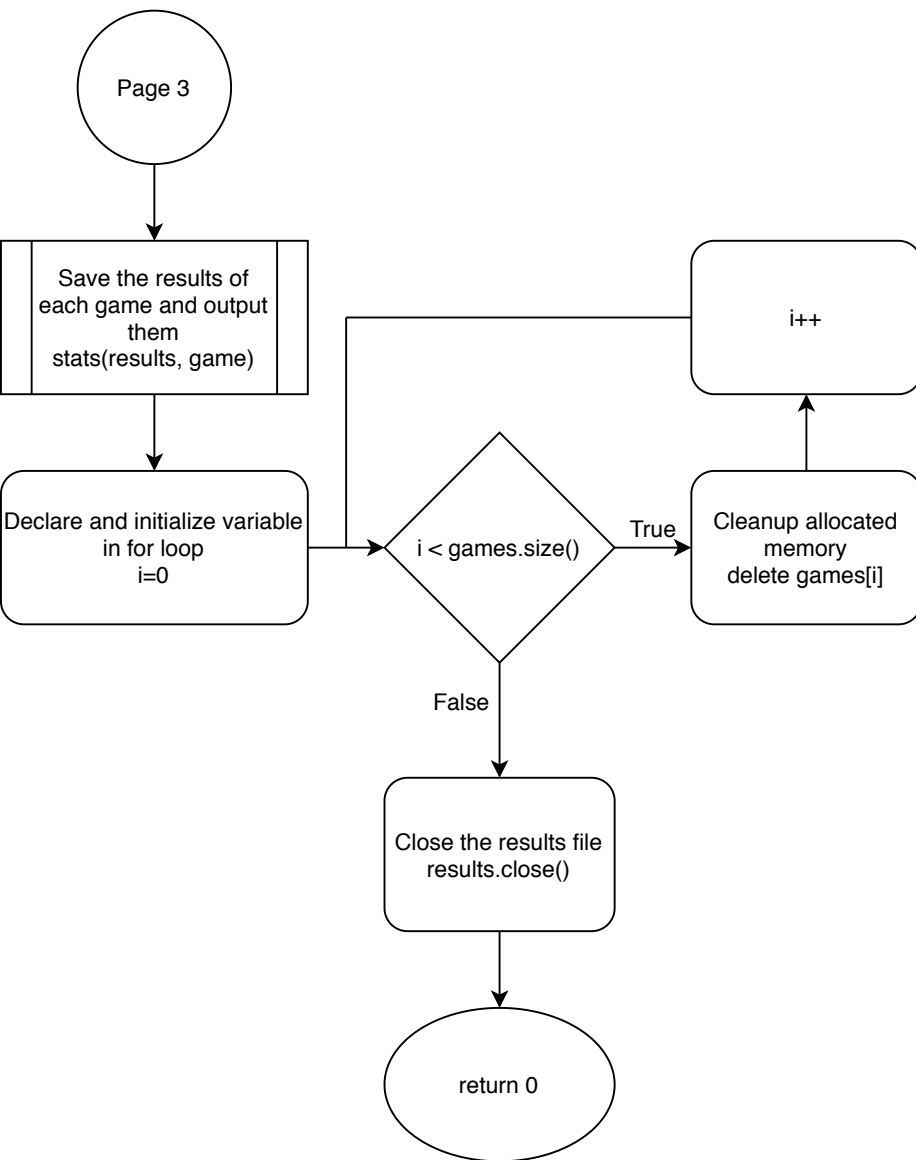 Page 3
Save the results of
each game and output
them
stats(results, game)
i++
Declare and initialize variable
in for loop
i=0
i < games.size()
True
Cleanup allocated
memory
delete games[i]
False
Close the results file
results.close()
return 0